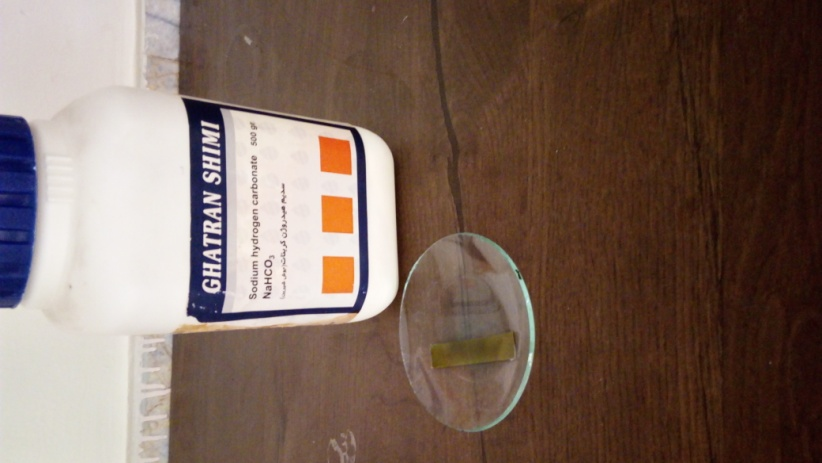 GHATRAN SHIMI
Sodium hydrogen carbonate 500 gr
NaHCO3
سدیم هیدروژن کربنات